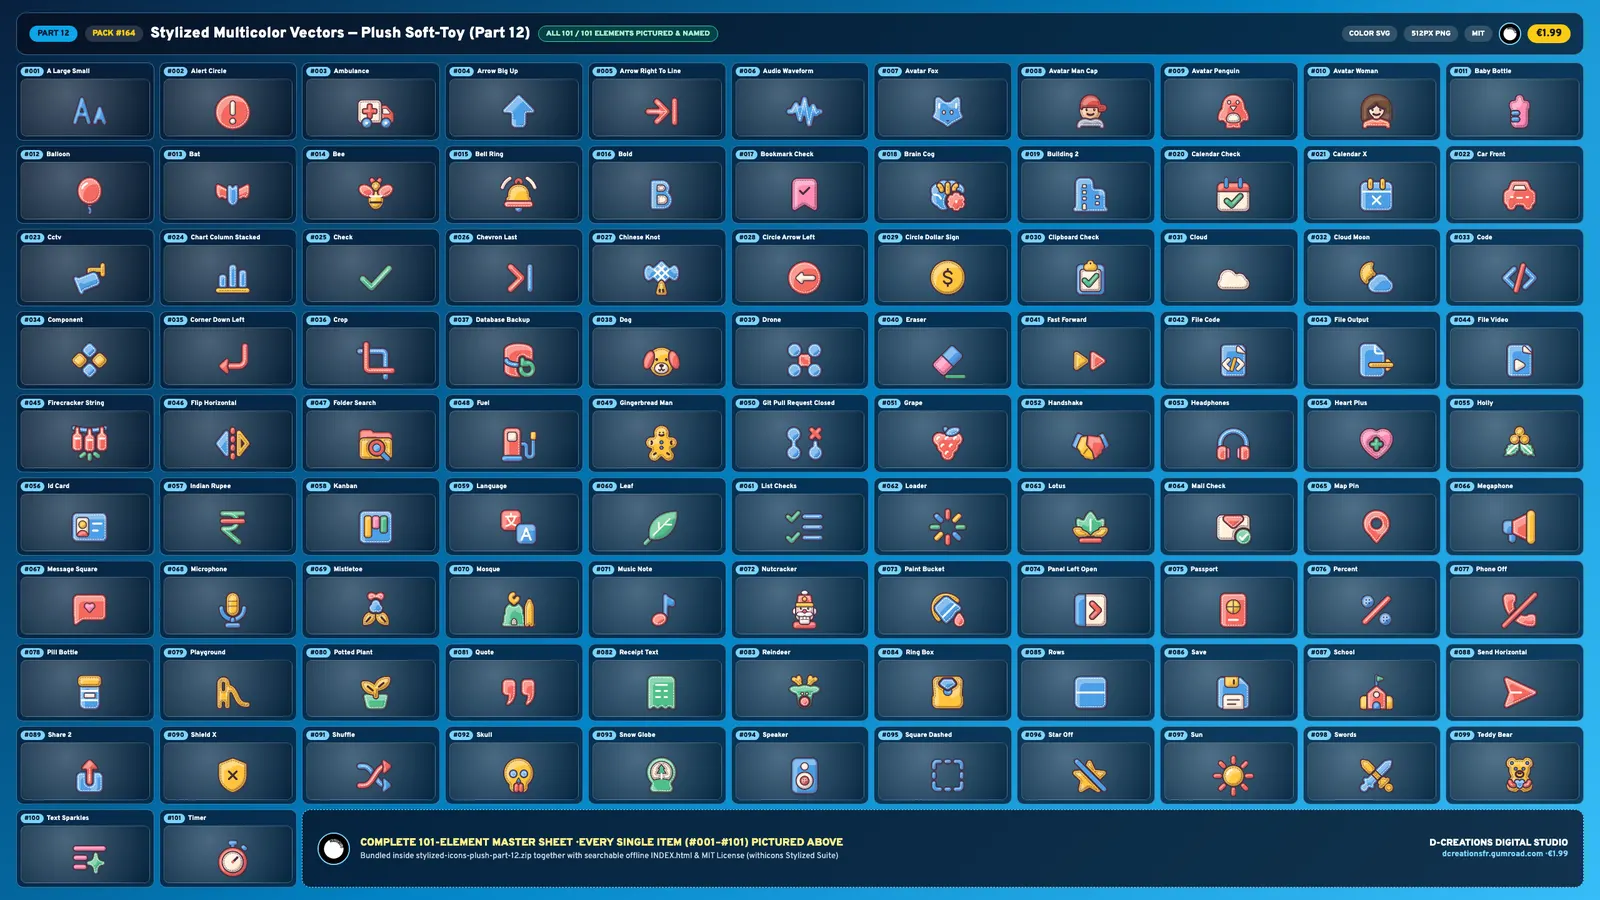 PART 12 PACK #164 Stylized Multicolor Vectors – Plush Soft-Toy (Part 12) ALL 101 / 101 ELEMENTS PICTURED & NAMED COLOR SVG 512PX PNG MIT €1.99
#001 A Large Small #002 Alert Circle #003 Ambulance #004 Arrow Big Up #005 Arrow Right To Line #006 Audio Waveform #007 Avatar Fox #008 Avatar Man Cap #009 Avatar Penguin #010 Avatar Woman #011 Baby Bottle
#012 Balloon #013 Bat #014 Bee #015 Bell Ring #016 Bold #017 Bookmark Check #018 Brain Cog #019 Building 2 #020 Calendar Check #021 Calendar X #022 Car Front
#023 Cctv #024 Chart Column Stacked #025 Check #026 Chevron Last #027 Chinese Knot #028 Circle Arrow Left #029 Circle Dollar Sign #030 Clipboard Check #031 Cloud #032 Cloud Moon #033 Code
#034 Component #035 Corner Down Left #036 Crop #037 Database Backup #038 Dog #039 Drone #040 Eraser #041 Fast Forward #042 File Code #043 File Output #044 File Video
#045 Firecracker String #046 Flip Horizontal #047 Folder Search #048 Fuel #049 Gingerbread Man #050 Git Pull Request Closed #051 Grape #052 Handshake #053 Headphones #054 Heart Plus #055 Holly
#056 Id Card #057 Indian Rupee #058 Kanban #059 Language #060 Leaf #061 List Checks #062 Loader #063 Lotus #064 Mail Check #065 Map Pin #066 Megaphone
#067 Message Square #068 Microphone #069 Mistletoe #070 Mosque #071 Music Note #072 Nutcracker #073 Paint Bucket #074 Panel Left Open #075 Passport #076 Percent #077 Phone Off
#078 Pill Bottle #079 Playground #080 Potted Plant #081 Quote #082 Receipt Text #083 Reindeer #084 Ring Box #085 Rows #086 Save #087 School #088 Send Horizontal
#089 Share 2 #090 Shield X #091 Shuffle #092 Skull #093 Snow Globe #094 Speaker #095 Square Dashed #096 Star Off #097 Sun #098 Swords #099 Teddy Bear
#100 Text Sparkles #101 Timer
COMPLETE 101-ELEMENT MASTER SHEET · EVERY SINGLE ITEM (#001–#101) PICTURED ABOVE
Bundled inside stylized-icons-plush-part-12.zip together with searchable offline INDEX.html & MIT License (withicons Stylized Suite)
D-CREATIONS DIGITAL STUDIO
dcreationsfr.gumroad.com · €1.99